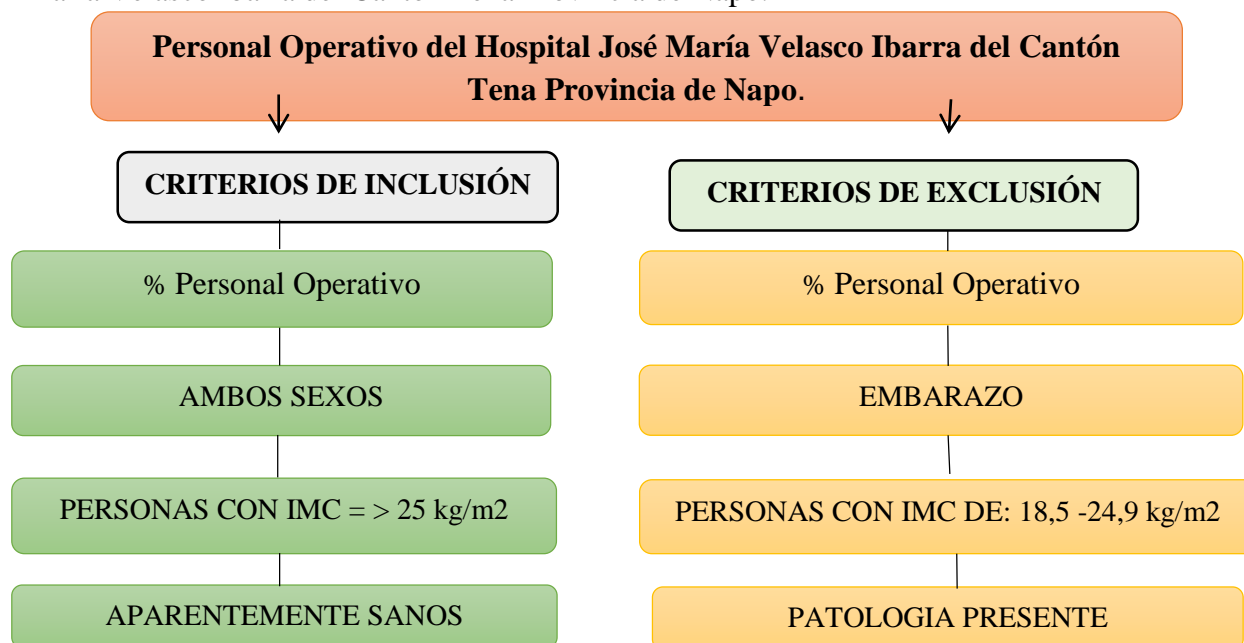 Personal Operativo del Hospital José María Velasco Ibarra del Cantón
Tena Provincia de Napo.
CRITERIOS DE INCLUSIÓN
CRITERIOS DE EXCLUSIÓN
% Personal Operativo
% Personal Operativo
AMBOS SEXOS
EMBARAZO
PERSONAS CON IMC = > 25 kg/m2
PERSONAS CON IMC DE: 18,5 -24,9 kg/m2
APARENTEMENTE SANOS
PATOLOGIA PRESENTE